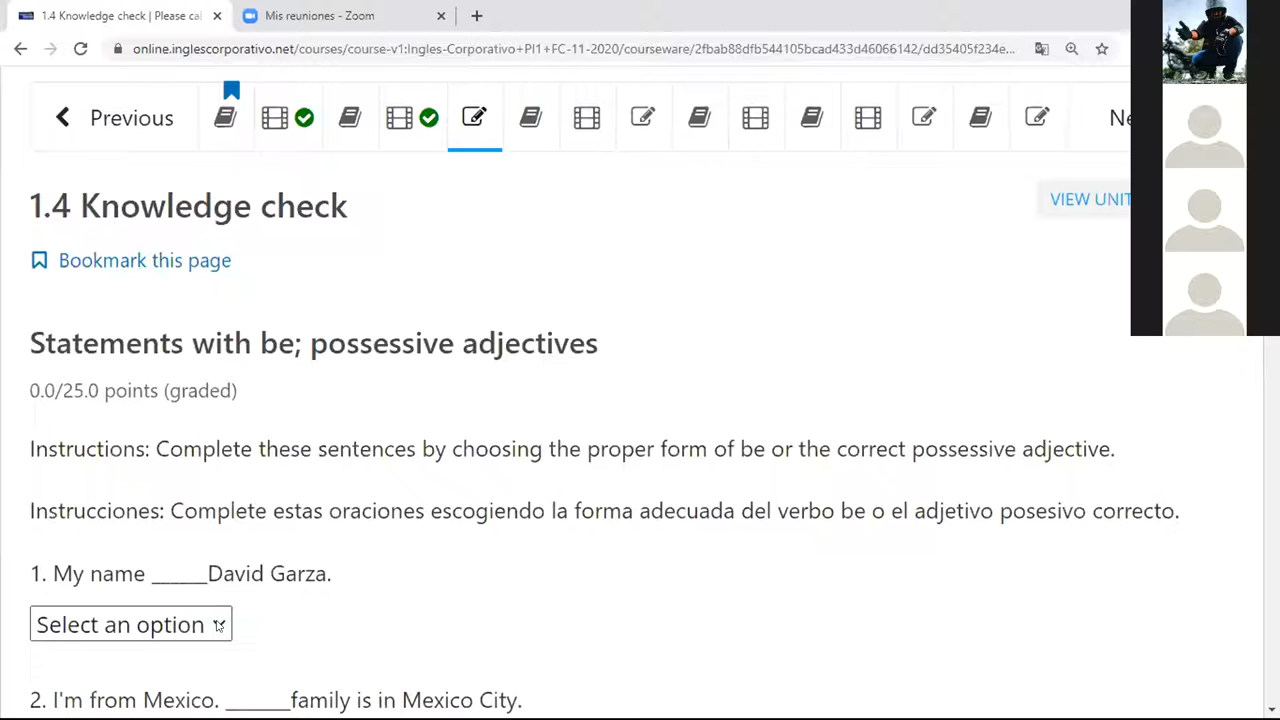 1.4 Knowledge check | Please cal
Mis reuniones - Zoom
online.inglescorporativo.net/courses/course-v1:Ingles-Corporativo+PI1+FC-11-2020/courseware/2fbab88dfb544105bcad433d46066142/dd35405f234e...
Previous
Ne
1.4 Knowledge check
VIEW UNIT
Bookmark this page
Statements with be; possessive adjectives
0.0/25.0 points (graded)
Instructions: Complete these sentences by choosing the proper form of be or the correct possessive adjective.
Instrucciones: Complete estas oraciones escogiendo la forma adecuada del verbo be o el adjetivo posesivo correcto.
1. My name ______David Garza.
Select an option
2. I'm from Mexico. _______family is in Mexico City.